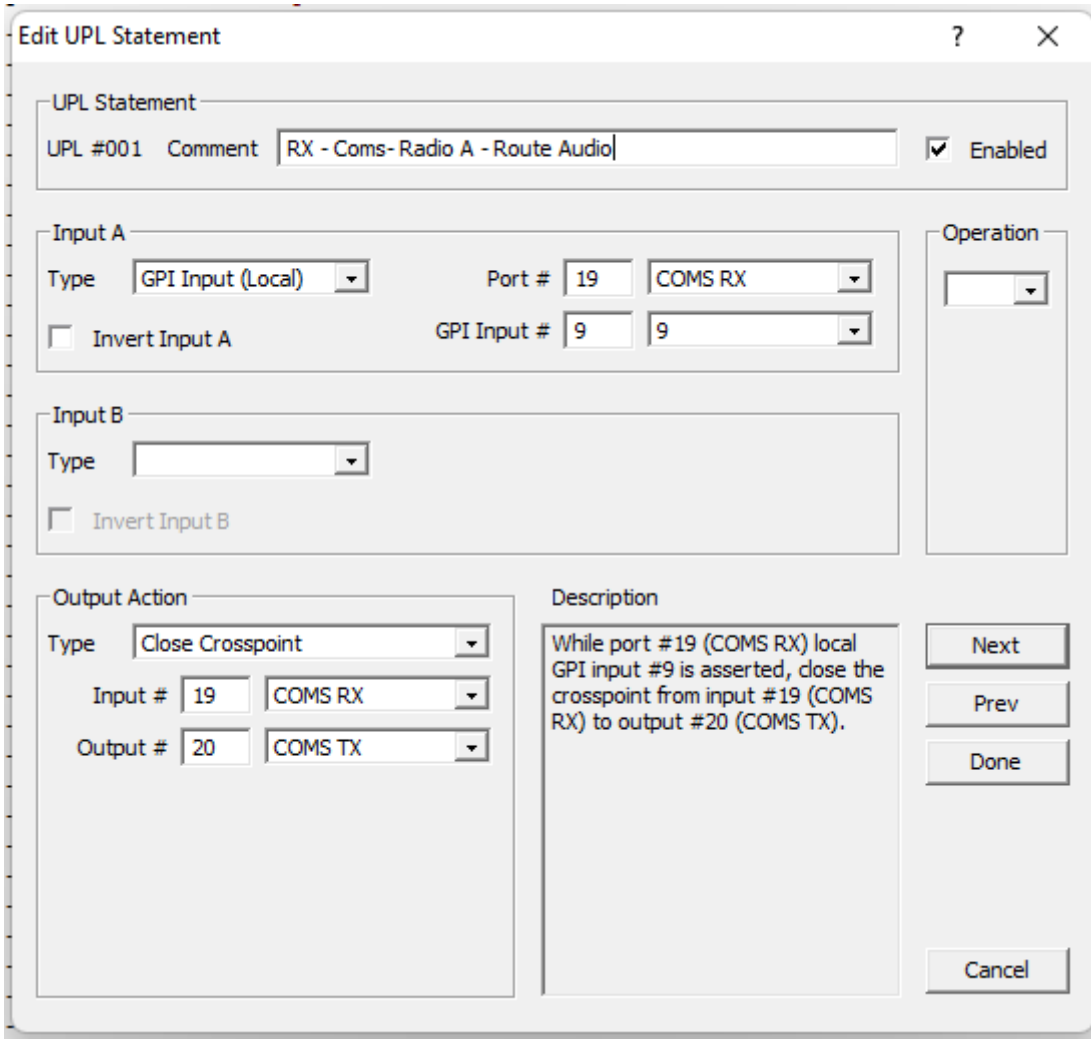 Edit UPL Statement ? ×
UPL Statement
UPL #001 Comment RX - Coms- Radio A - Route Audio Enabled
Input A
Type GPI Input (Local) Port # 19 COMS RX
Invert Input A GPI Input # 9 9
Operation
Input B
Type
Invert Input B
Output Action
Type Close Crosspoint
Input # 19 COMS RX
Output # 20 COMS TX
Description
While port #19 (COMS RX) local
GPI input #9 is asserted, close the
crosspoint from input #19 (COMS
RX) to output #20 (COMS TX).
Next
Prev
Done
Cancel